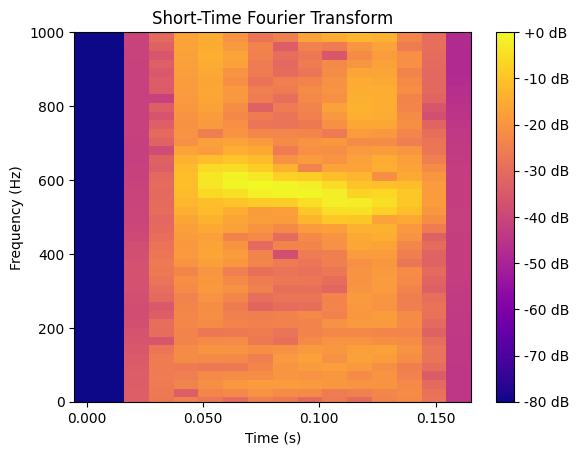 Short-Time Fourier Transform
1000
800
600
400
200
0
Frequency (Hz)
0.000
0.050
0.100
0.150
Time (s)
+0 dB
-10 dB
-20 dB
-30 dB
-40 dB
-50 dB
-60 dB
-70 dB
-80 dB